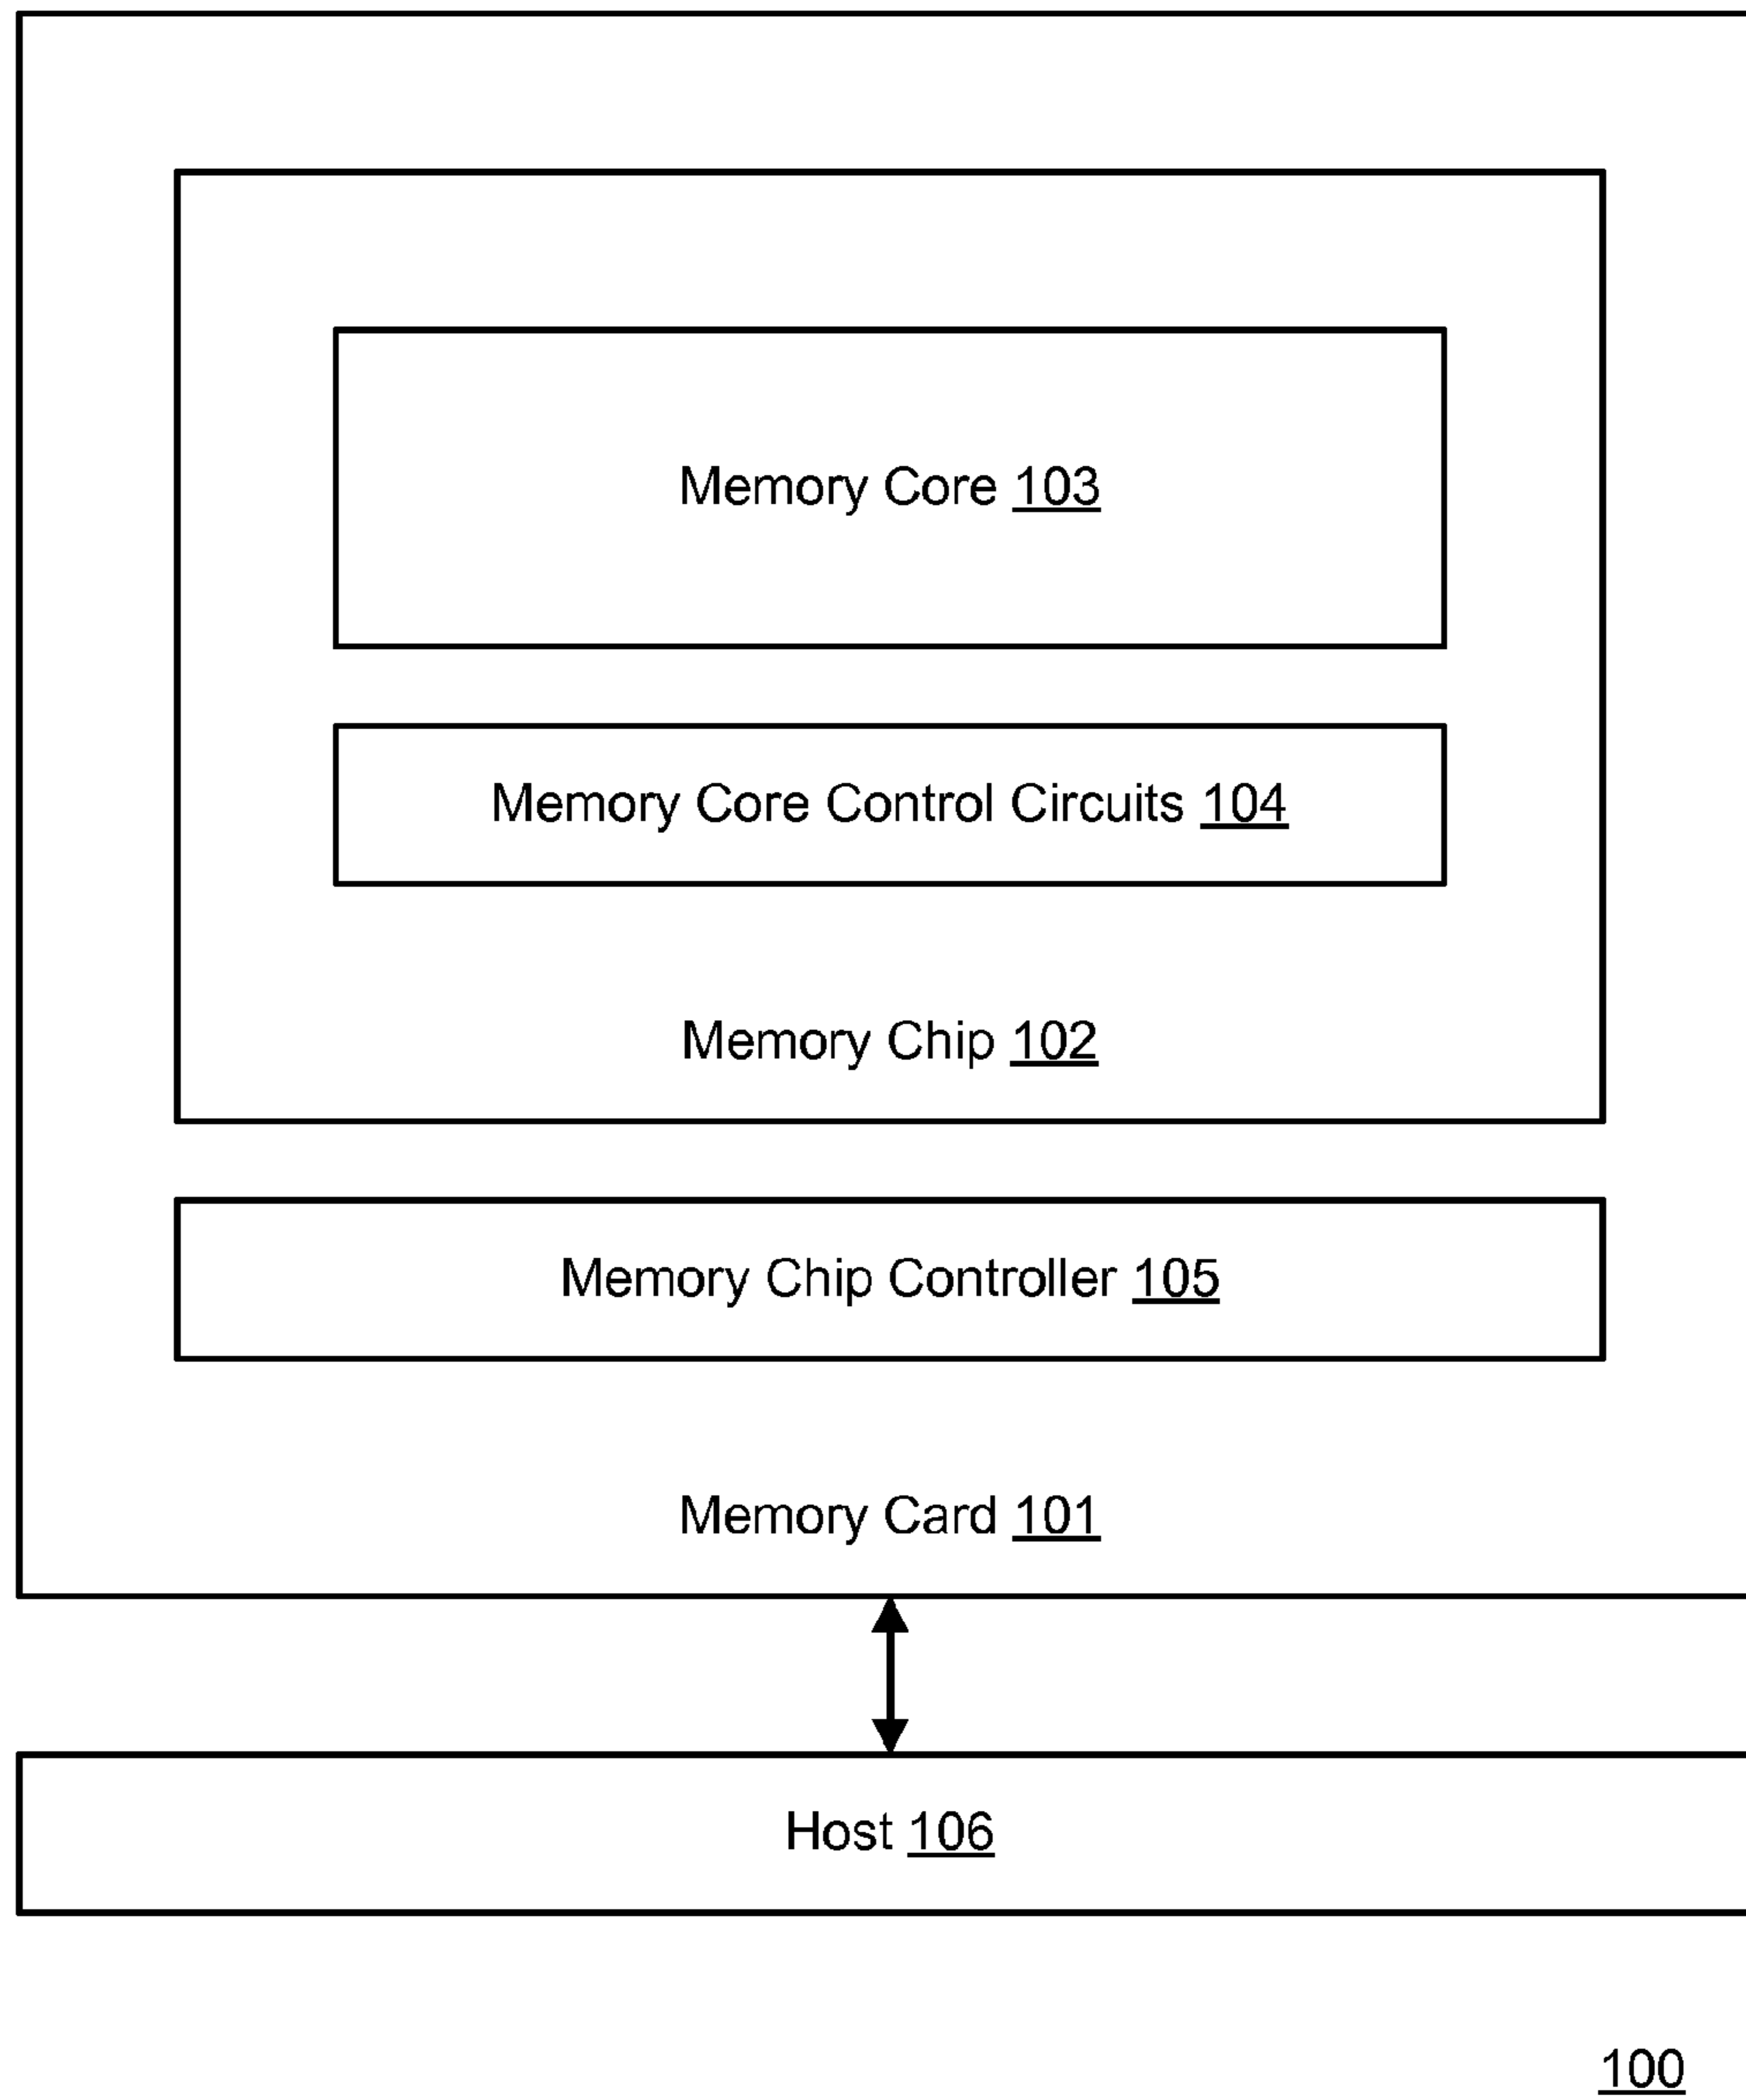 Memory Core 103
Memory Core Control Circuits 104
Memory Chip 102
Memory Chip Controller 105
Memory Card 101
Host 106
100